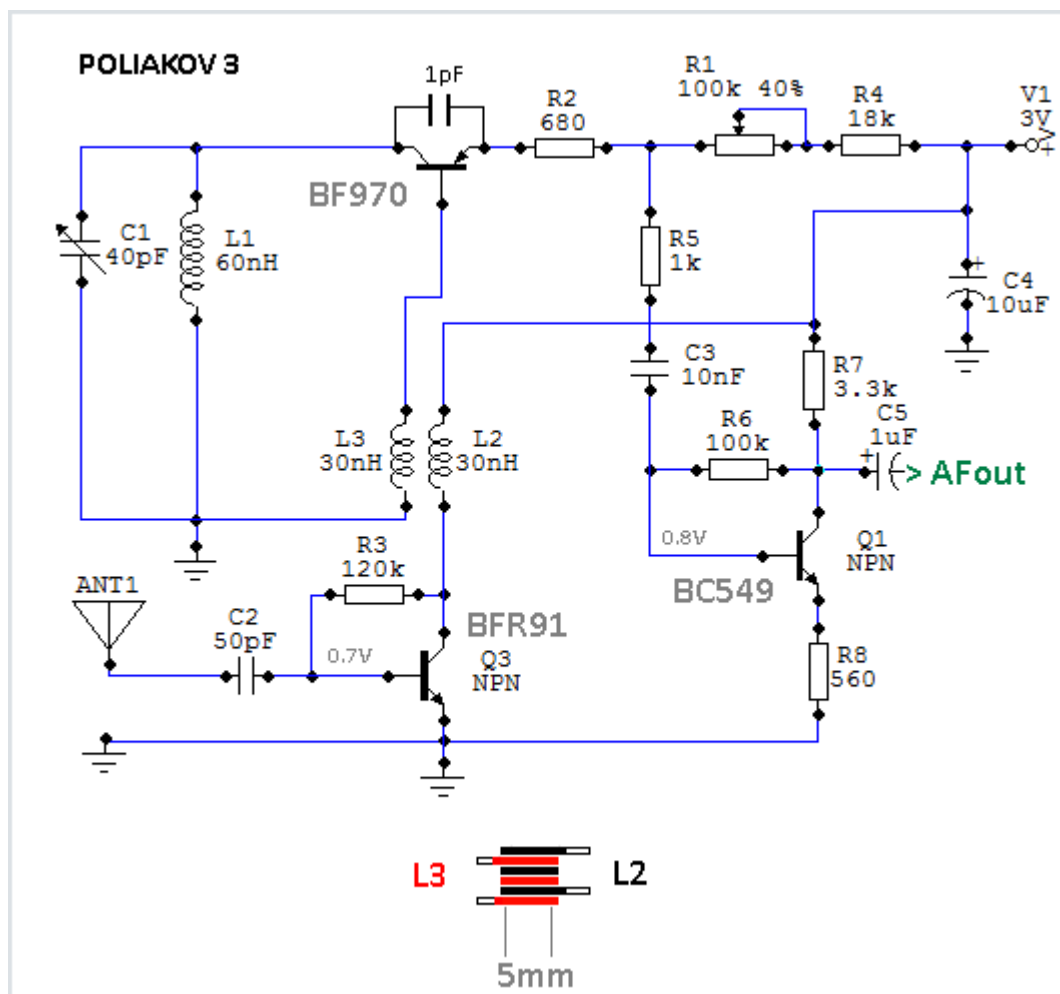 POLIAKOV 3
1pF
R1
100k 40%
R2
680
R4
18k
V1
3V
V
BF970
C1
40pF
L1
60nH
R5
1k
C4
10uF
C3
10nF
R7
3.3k
L3
30nH
L2
30nH
R6
100k
C5
1uF
> AFout
0.8V
Q1
NPN
BC549
R3
120k
ANT1
C2
50pF
0.7V
BFR91
Q3
NPN
R8
560
L3
L2
5mm